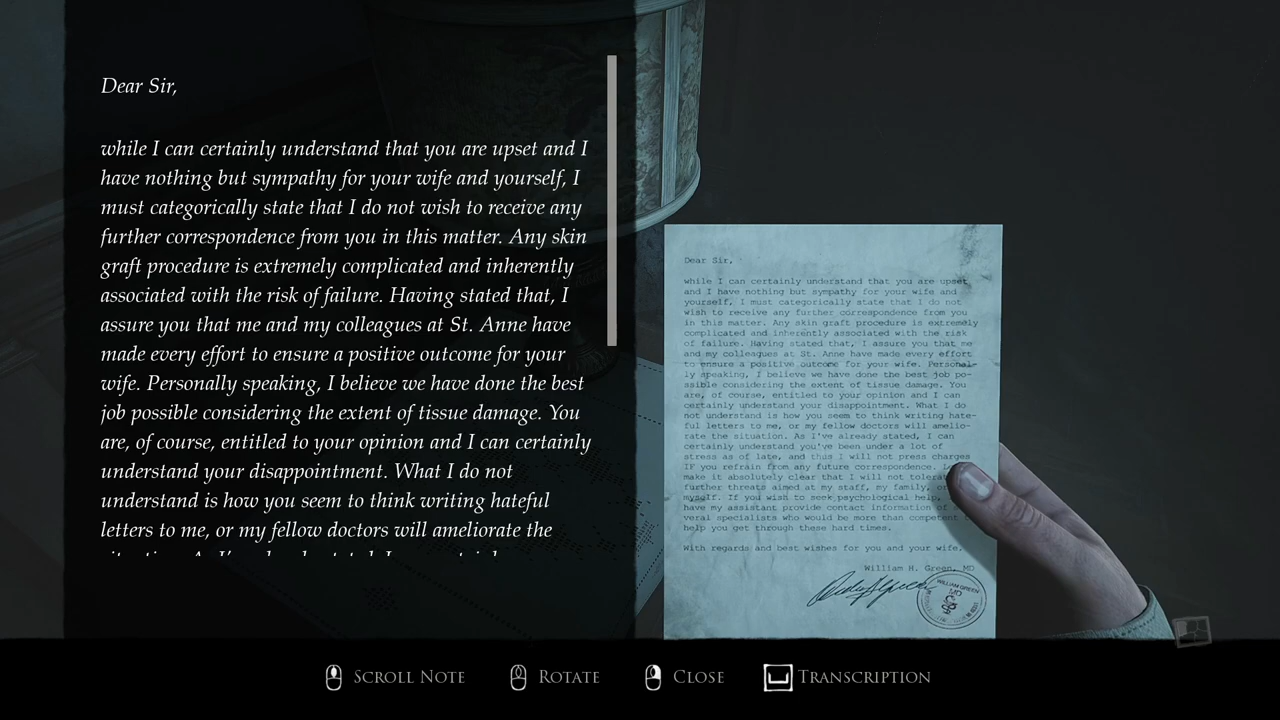 Dear Sir,
while I can certainly understand that you are upset and I
have nothing but sympathy for your wife and yourself, I
must categorically state that I do not wish to receive any
further correspondence from you in this matter. Any skin
graft procedure is extremely complicated and inherently
associated with the risk of failure. Having stated that, I
assure you that me and my colleagues at St. Anne have
made every effort to ensure a positive outcome for your
wife. Personally speaking, I believe we have done the best
job possible considering the extent of tissue damage. You
are, of course, entitled to your opinion and I can certainly
understand your disappointment. What I do not
understand is how you seem to think writing hateful
letters to me, or my fellow doctors will ameliorate the
Dear Sir,
while I can certainly understand that you are upset
and I have nothing but sympathy for your wife and
yourself, I must categorically state that I do not
wish to receive any further correspondence from you
in this matter. Any skin graft procedure is extremely
complicated and inherently associated with the risk
of failure. Having stated that, I assure you that me
and my colleagues at St. Anne have made every effort
to ensure a positive outcome for your wife. Personal-
ly speaking, I believe we have done the best job po-
ssible considering the extent of tissue damage. You
are, of course, entitled to your opinion and I can
certainly understand your disappointment. What I do
not understand is how you seem to think writing hate-
ful letters to me, or my fellow doctors will amelio-
rate the situation. As I've already stated, I can
certainly understand you've been under a lot of
stress as of late, and thus I will not press charges
IF you refrain from any future correspondence.
make it absolutely clear that I will not
further threats aimed at my staff, my family, or
myself. If you wish to seek psychological help,
have my assistant provide contact information
veral specialists who would be more than competent
help you get through these hard times.
With regards and best wishes for you and your wife,
William H. Green, MD
WILLIAM GREEN
MD
SCROLL NOTE
ROTATE
CLOSE
TRANSCRIPTION